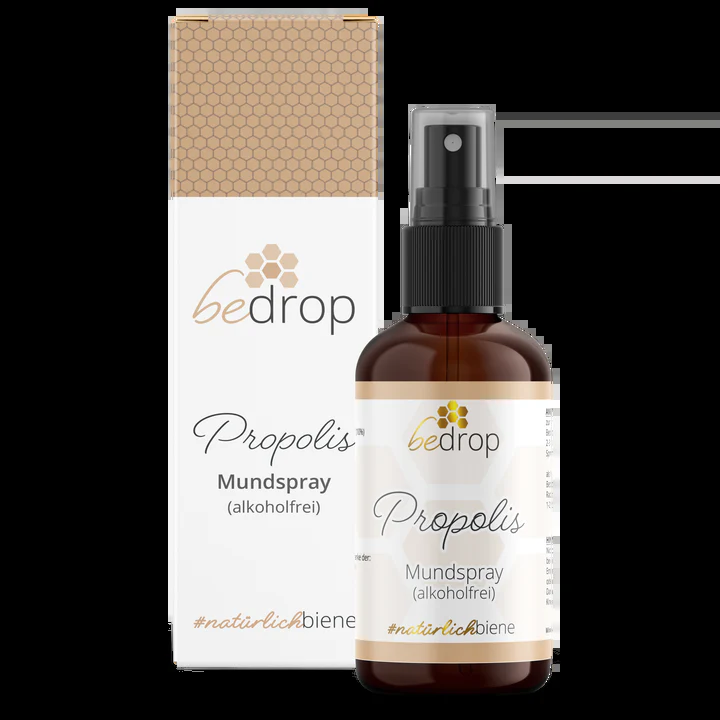 bedrop
Propolis
Mundspray
(alkoholfrei)
#natürlichbiene
bedrop
Propolis
Mundspray
(alkoholfrei)
#natürlichbiene